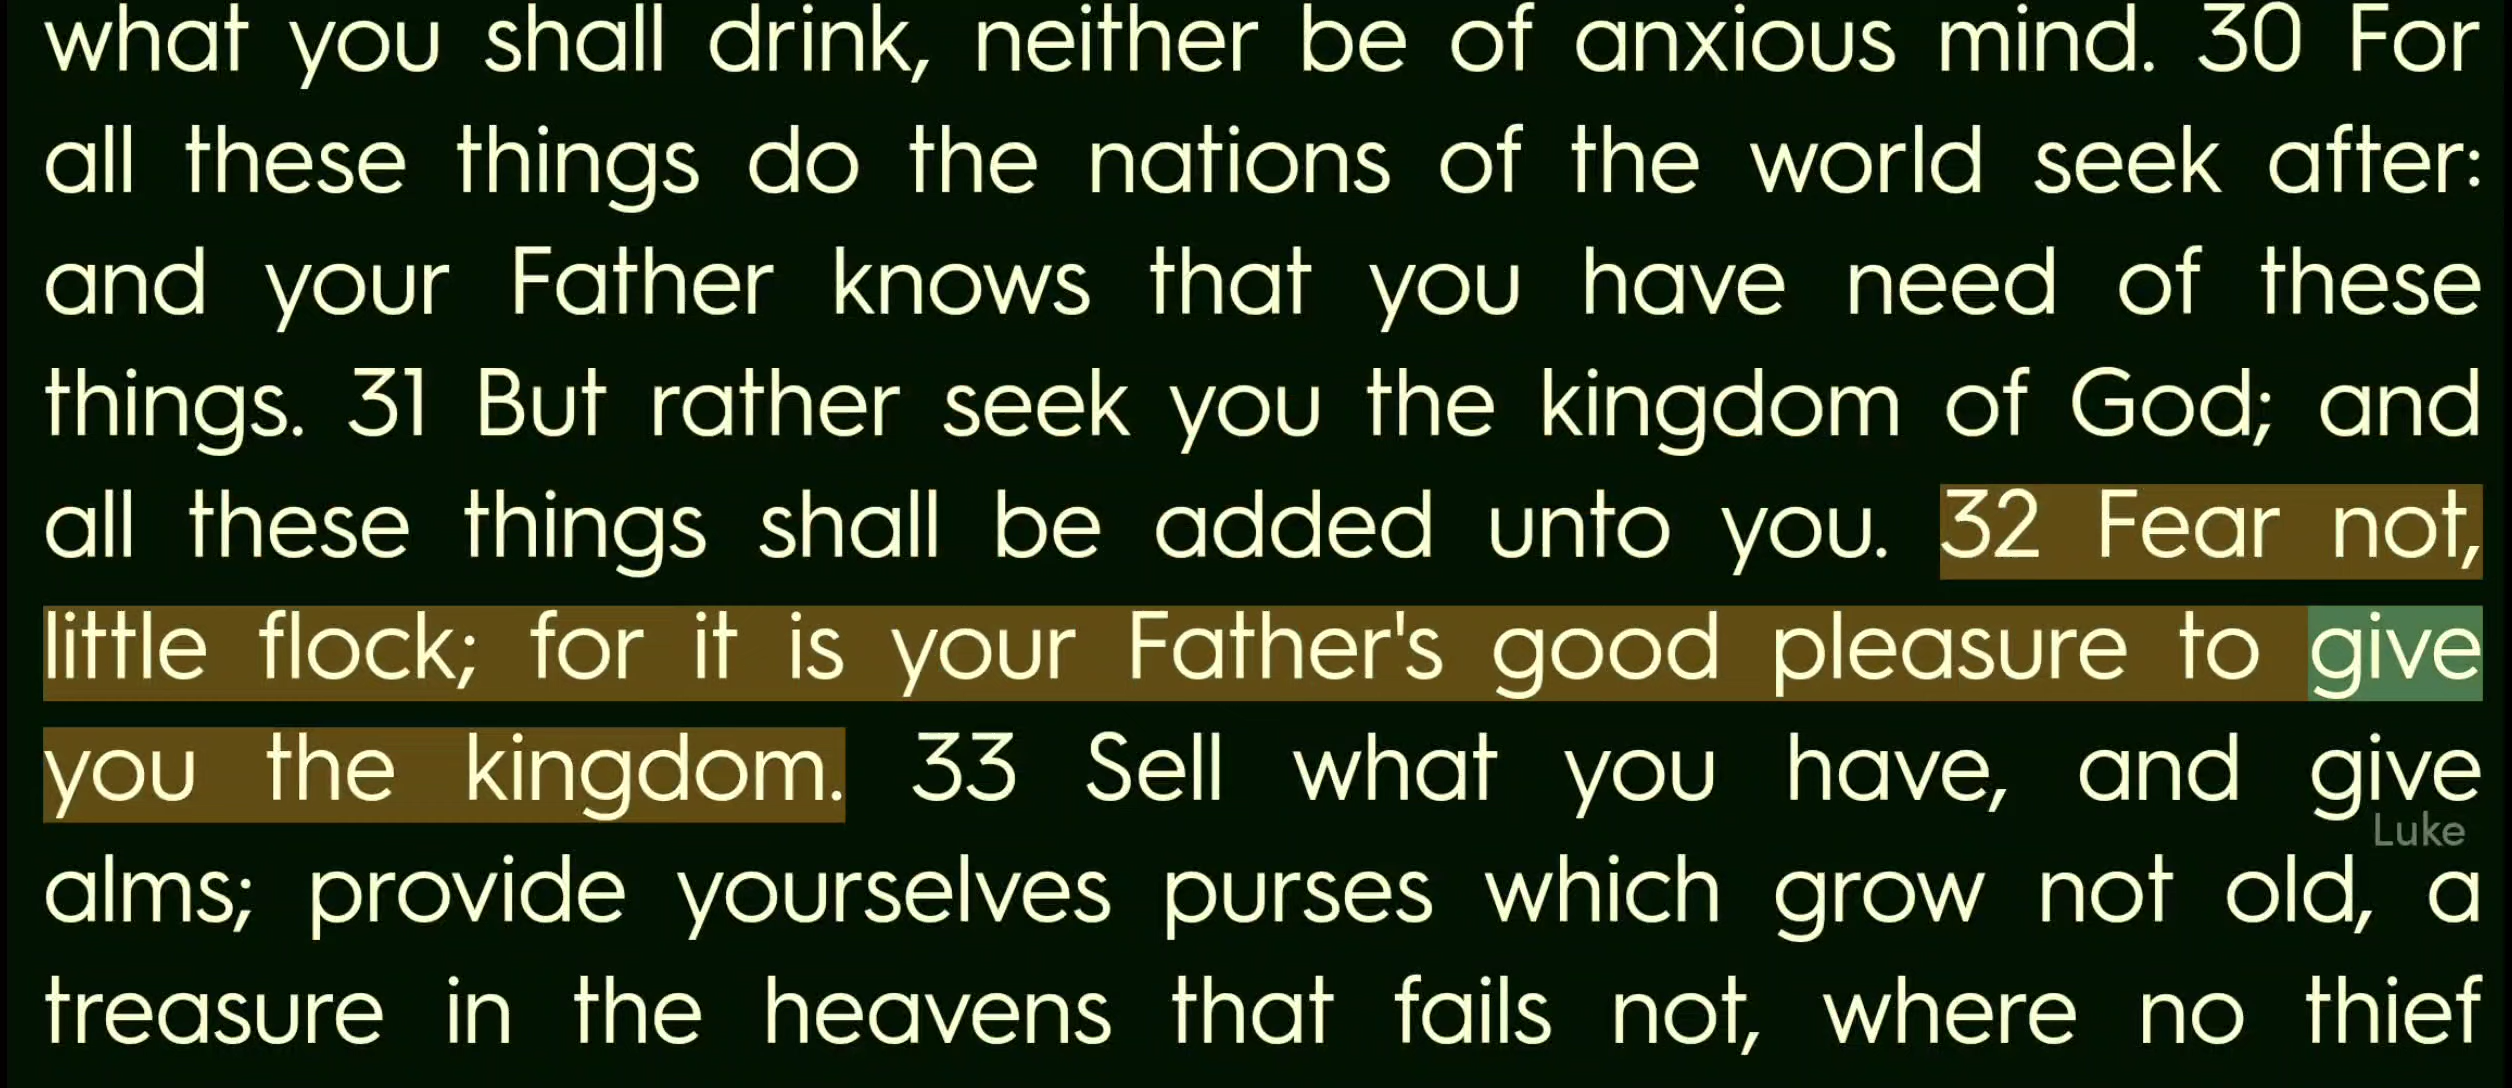 what you shall drink, neither be of anxious mind. 30 For
all these things do the nations of the world seek after:
and your Father knows that you have need of these
things. 31 But rather seek you the kingdom of God; and
all these things shall be added unto you. 32 Fear not,
little flock; for it is your Father's good pleasure to give
you the kingdom. 33 Sell what you have, and give
Luke
alms; provide yourselves purses which grow not old, a
treasure in the heavens that fails not, where no thief